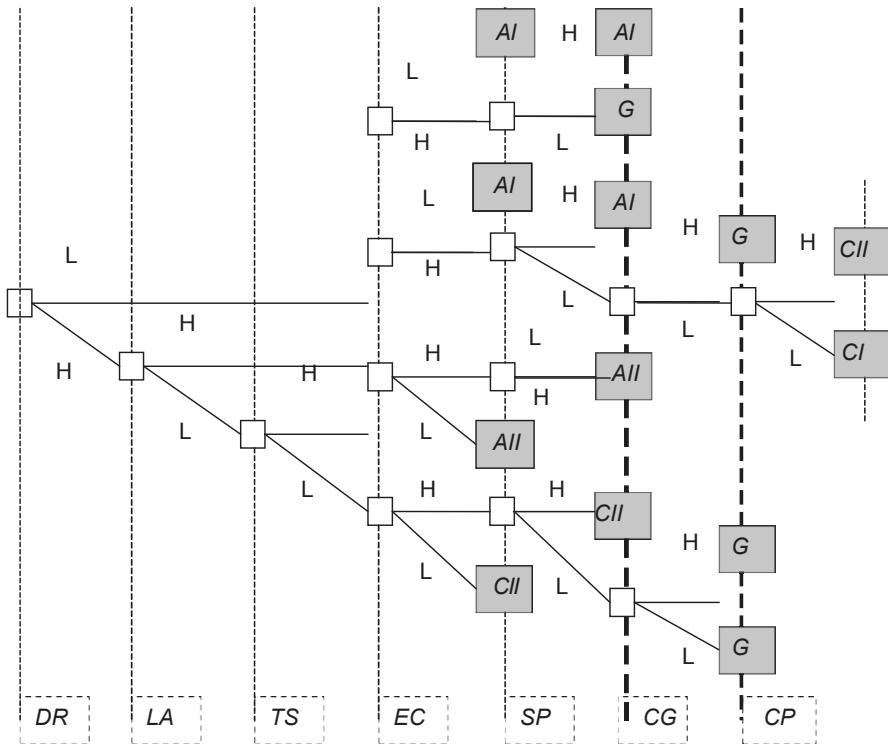 AI H AI
L
G
H L
AI H AI
L
H G H CII
L H
L
H L CI
H L
H H L AII
H
L L AII
L H H CII
H G
L CII L
L G
DR LA TS EC SP CG CP